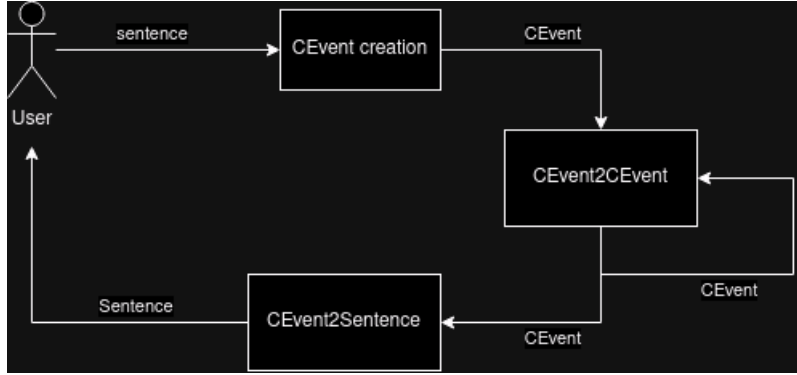 sentence
CEvent creation
CEvent
User
CEvent2CEvent
CEvent
Sentence
CEvent2Sentence
CEvent